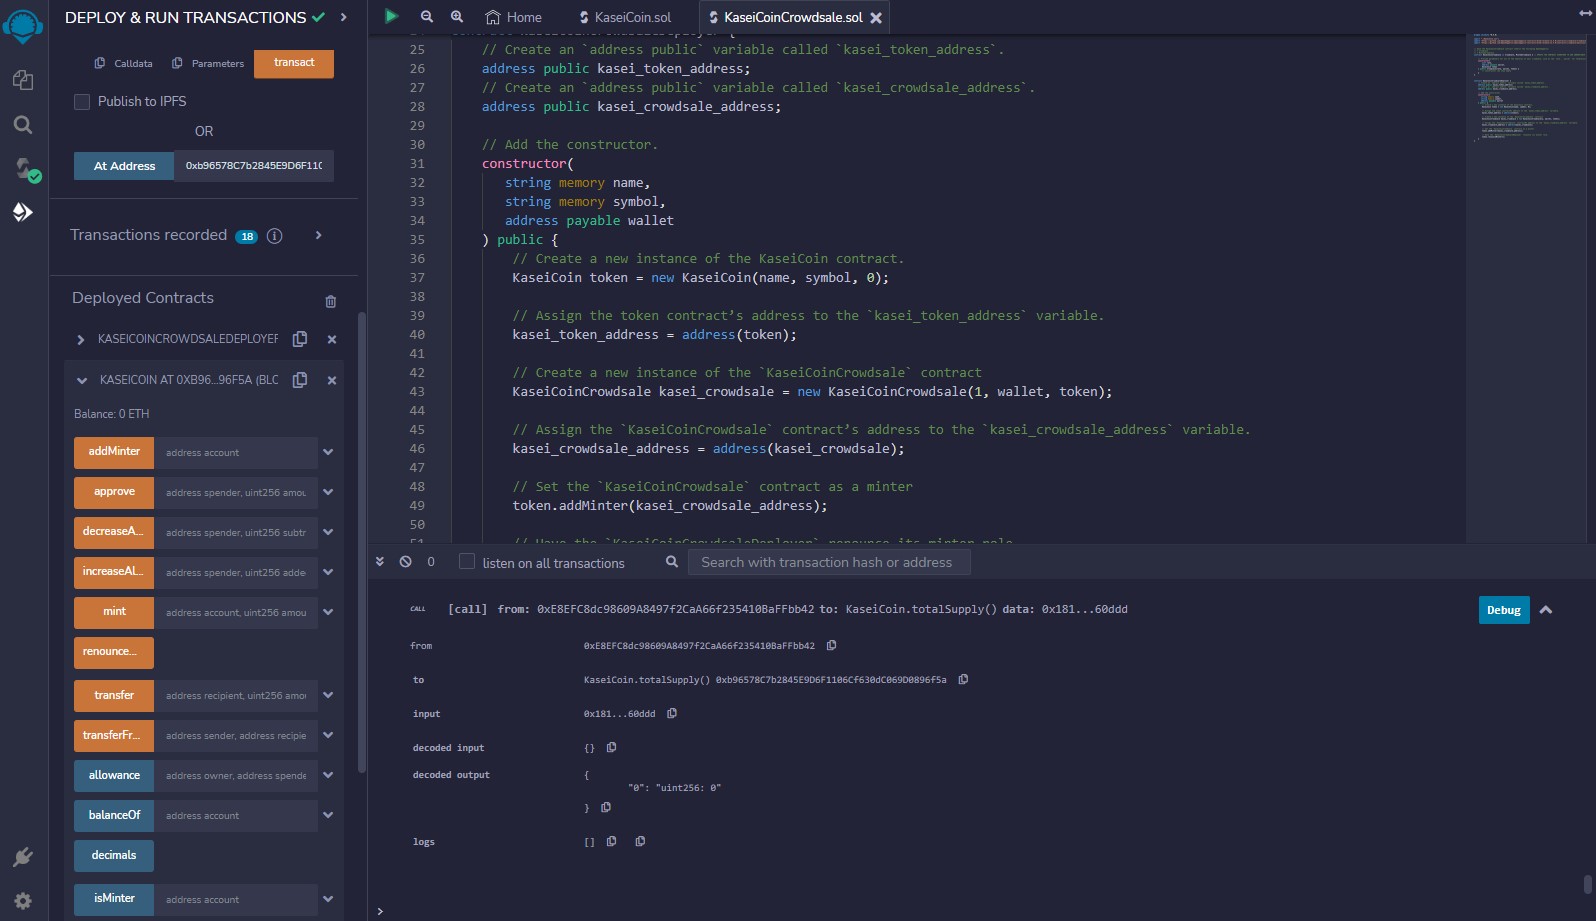 DEPLOY & RUN TRANSACTIONS
Calldata
Parameters
transact
Publish to IPFS
OR
At Address
0xb96578C7b2845E9D6F110
Transactions recorded 18
Deployed Contracts
KASEICOINCROWDSALEDEPLOYER
KASEICOIN AT 0XB96...96F5A (BLO
Balance: 0 ETH
addMinter
address account
approve
address spender, uint256 amou
decreaseA...
address spender, uint256 subtr
increaseAl...
address spender, uint256 adde
mint
address account, uint256 amou
renounce...
transfer
address recipient, uint256 amou
transferFr...
address sender, address recipie
allowance
address owner, address spende
balanceOf
address account
decimals
isMinter
address account
Home
KaseiCoin.sol
KaseiCoinCrowdsale.sol
25 // Create an `address public` variable called `kasei_token_address`.
26 address public kasei_token_address;
27 // Create an `address public` variable called `kasei_crowdsale_address`.
28 address public kasei_crowdsale_address;
29
30 // Add the constructor.
31 constructor(
32 string memory name,
33 string memory symbol,
34 address payable wallet
35 ) public {
36 // Create a new instance of the KaseiCoin contract.
37 KaseiCoin token = new KaseiCoin(name, symbol, 0);
38
39 // Assign the token contract’s address to the `kasei_token_address` variable.
40 kasei_token_address = address(token);
41
42 // Create a new instance of the `KaseiCoinCrowdsale` contract
43 KaseiCoinCrowdsale kasei_crowdsale = new KaseiCoinCrowdsale(1, wallet, token);
44
45 // Assign the `KaseiCoinCrowdsale` contract’s address to the `kasei_crowdsale_address` variable.
46 kasei_crowdsale_address = address(kasei_crowdsale);
47
48 // Set the `KaseiCoinCrowdsale` contract as a minter
49 token.addMinter(kasei_crowdsale_address);
50
51 // Have the `KaseiCoinCrowdsaleDeployer` renounce its minter role
0
listen on all transactions
Search with transaction hash or address
CALL [call] from: 0xE8EFC8dc98609A8497f2CaA66f235410BaFFbb42 to: KaseiCoin.totalSupply() data: 0x181...60ddd
Debug
from 0xE8EFC8dc98609A8497f2CaA66f235410BaFFbb42
to KaseiCoin.totalSupply() 0xb96578C7b2845E9D6F1106Cf630dC069D0896f5a
input 0x181...60ddd
decoded input {}
decoded output {
"0": "uint256: 0"
}
logs []
>